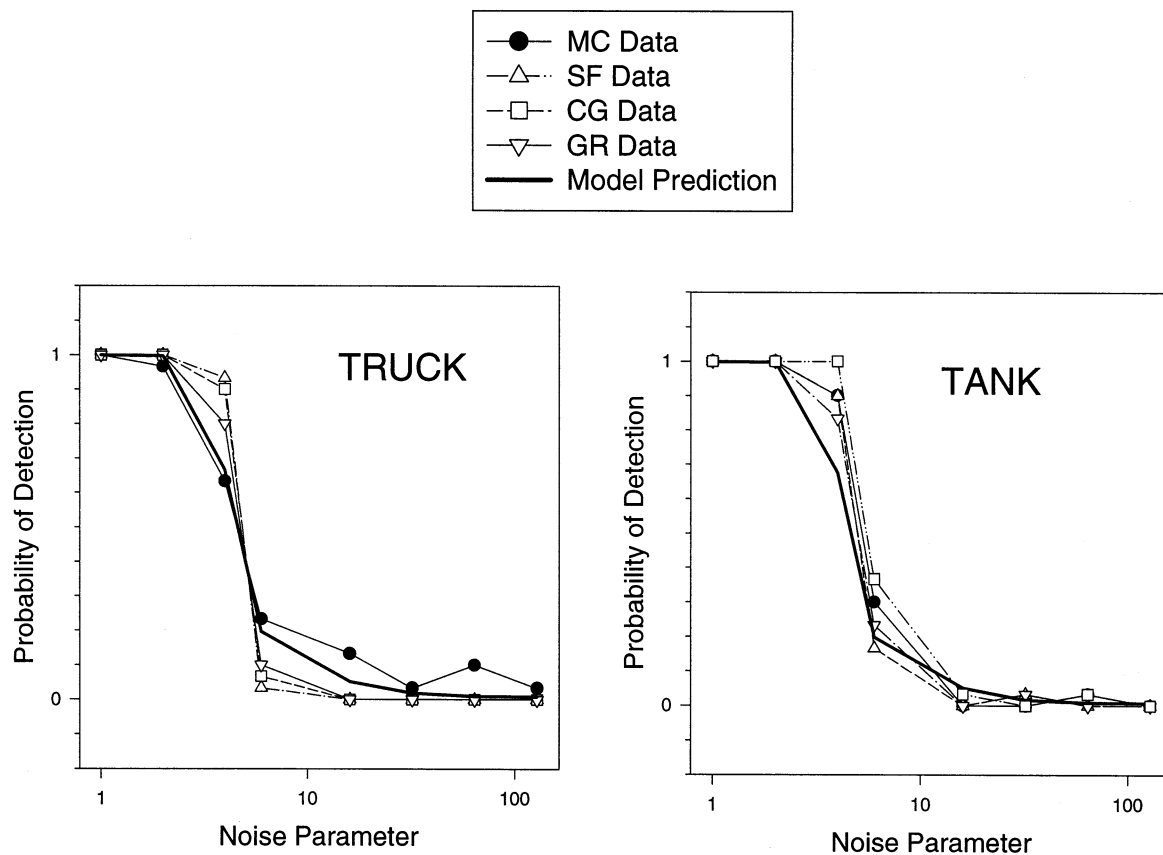 MC Data
SF Data
CG Data
GR Data
Model Prediction
TRUCK
Probability of Detection
1
0
1
10
100
Noise Parameter
TANK
Probability of Detection
1
0
1
10
100
Noise Parameter